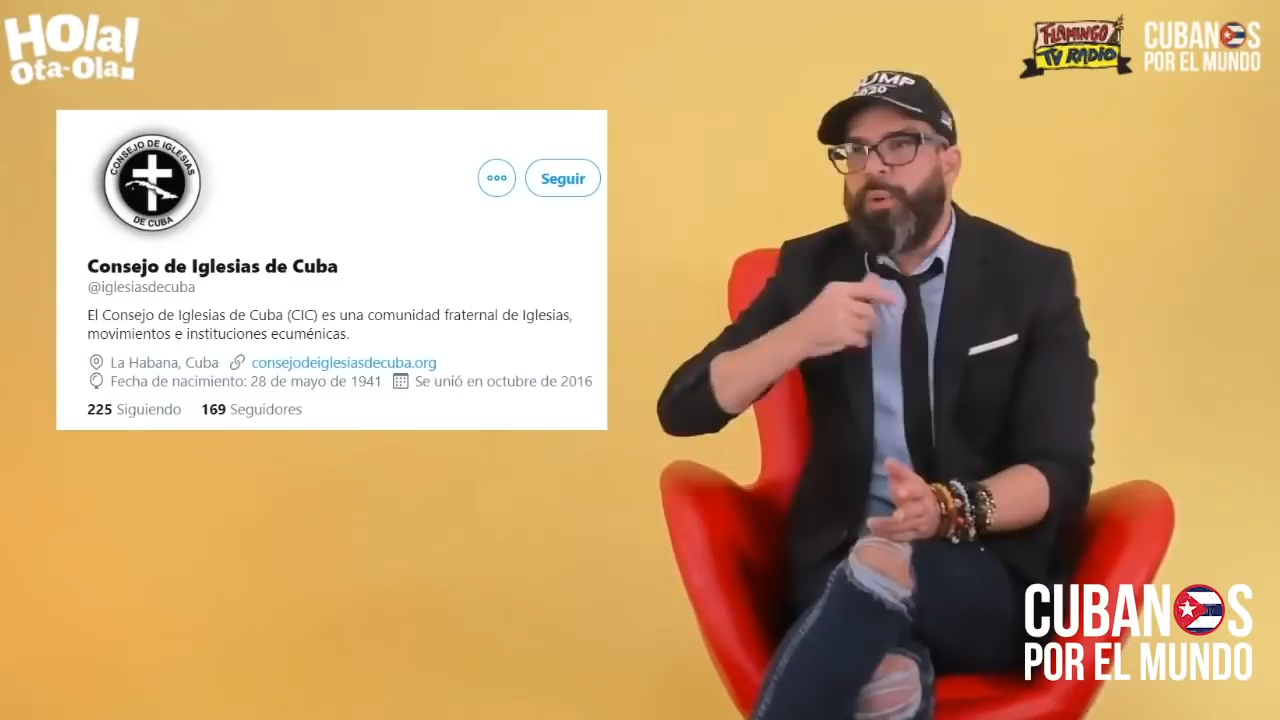 HOla!
Ota-Ola!
FLAMINGO
TV RADIO
CUBANOS
POR EL MUNDO
UMP
2020
CONSEJO DE IGLESIAS
DE CUBA
Seguir
Consejo de Iglesias de Cuba
@iglesiasdecuba
El Consejo de Iglesias de Cuba (CIC) es una comunidad fraternal de Iglesias,
movimientos e instituciones ecuménicas.
La Habana, Cuba consejodeiglesiasdecuba.org
Fecha de nacimiento: 28 de mayo de 1941 Se unió en octubre de 2016
225 Siguiendo 169 Seguidores
CUBANOS
POR EL MUNDO